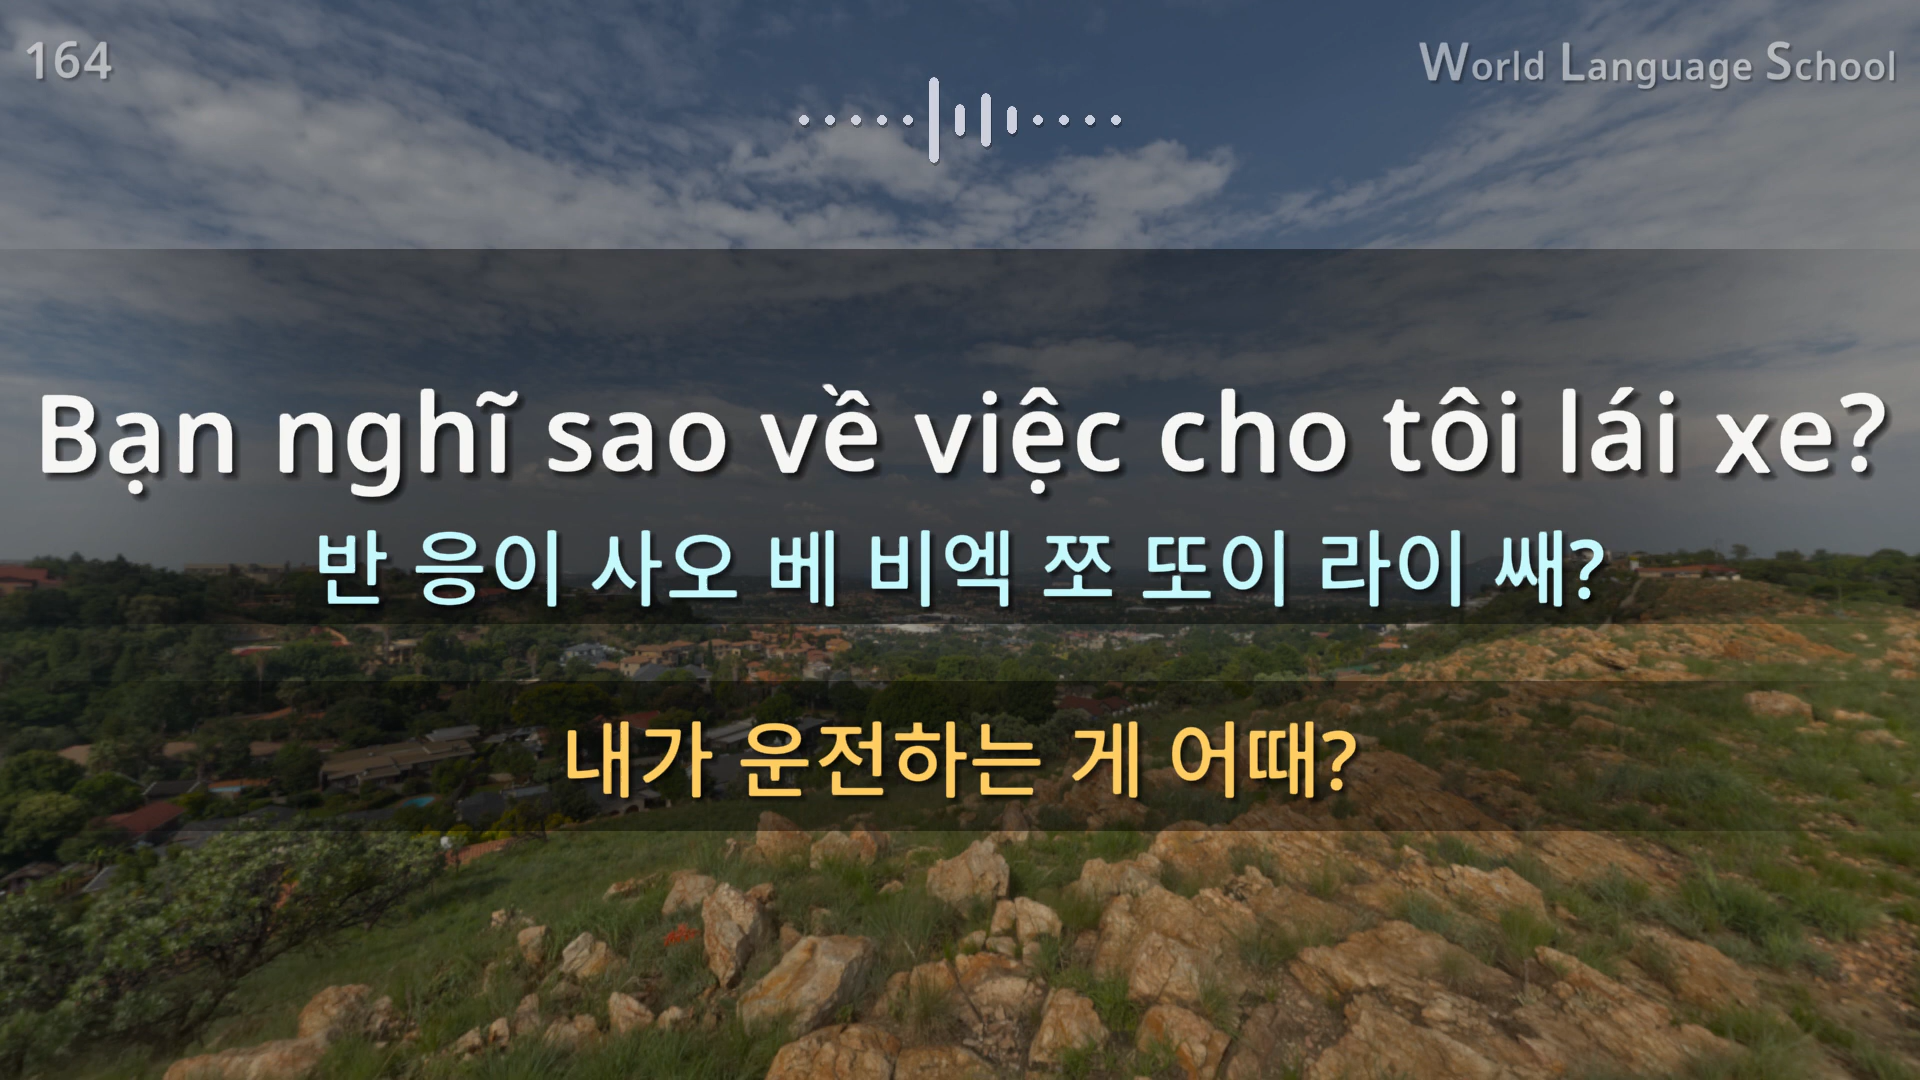 164
World Language School
Bạn nghĩ sao về việc cho tôi lái xe?
반 응이 사오 베 비엑 쪼 또이 라이 쌔?
내가 운전하는 게 어때?